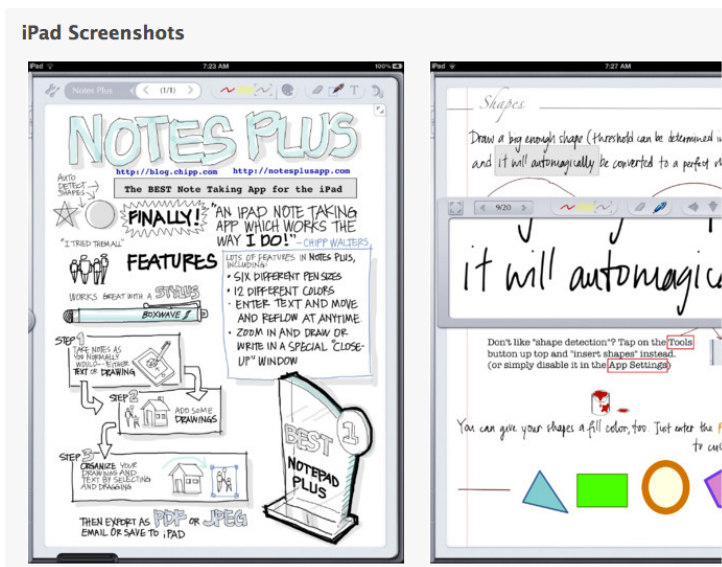 iPad Screenshots
iPad
7:23 AM
100%
Notes Plus
(1/1)
T
NOTES PLUS
http://blog.chipp.com http://notesplusapp.com
AUTO
DETECT
SHAPES
The BEST Note Taking App for the iPad
FINALLY!
"AN IPAD NOTE TAKING
APP WHICH WORKS THE
WAY I DO!" - CHIPP WALTERS
"I TRIED THEM ALL"
FEATURES
LOTS OF FEATURES IN NOTES PLUS,
INCLUDING:
· SIX DIFFERENT PEN SIZES
· 12 DIFFERENT COLORS
· ENTER TEXT AND MOVE
AND REFLOW AT ANYTIME
· ZOOM IN AND DRAW OR
WRITE IN A SPECIAL "CLOSE-
UP" WINDOW
WORKS GREAT WITH A STYLUS
BOXWAVE
STEP 1
TAKE NOTES AS
YOU NORMALLY
WOULD -- EITHER
TEXT OR DRAWING
STEP 2
ADD SOME
DRAWINGS
STEP 3
ORGANIZE YOUR
DRAWINGS AND
TEXT BY SELECTING
AND DRAGGING
BEST
1
NOTEPAD
PLUS
THEN EXPORT AS PDF OR JPEG
EMAIL OR SAVE TO iPAD
iPad
7:27 AM
Shapes
Draw a big enough shape (threshold can be determined
and it will automagically be converted to a perfect
9/20
it will automagic
Don't like "shape detection"? Tap on the Tools
button up top and "insert shapes" instead.
(or simply disable it in the App Settings)
You can give your shapes a fill color, too. Just enter the
to